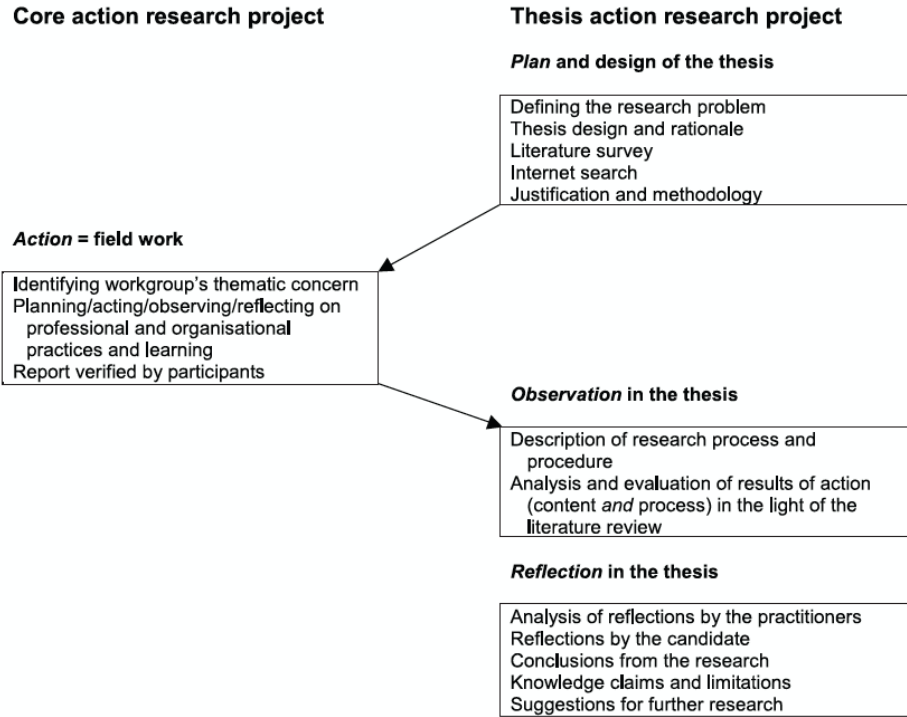 Core action research project
Thesis action research project
Plan and design of the thesis
Defining the research problem
Thesis design and rationale
Literature survey
Internet search
Justification and methodology
Action = field work
Identifying workgroup's thematic concern
Planning/acting/observing/reflecting on
professional and organisational
practices and learning
Report verified by participants
Observation in the thesis
Description of research process and
procedure
Analysis and evaluation of results of action
(content and process) in the light of the
literature review
Reflection in the thesis
Analysis of reflections by the practitioners
Reflections by the candidate
Conclusions from the research
Knowledge claims and limitations
Suggestions for further research